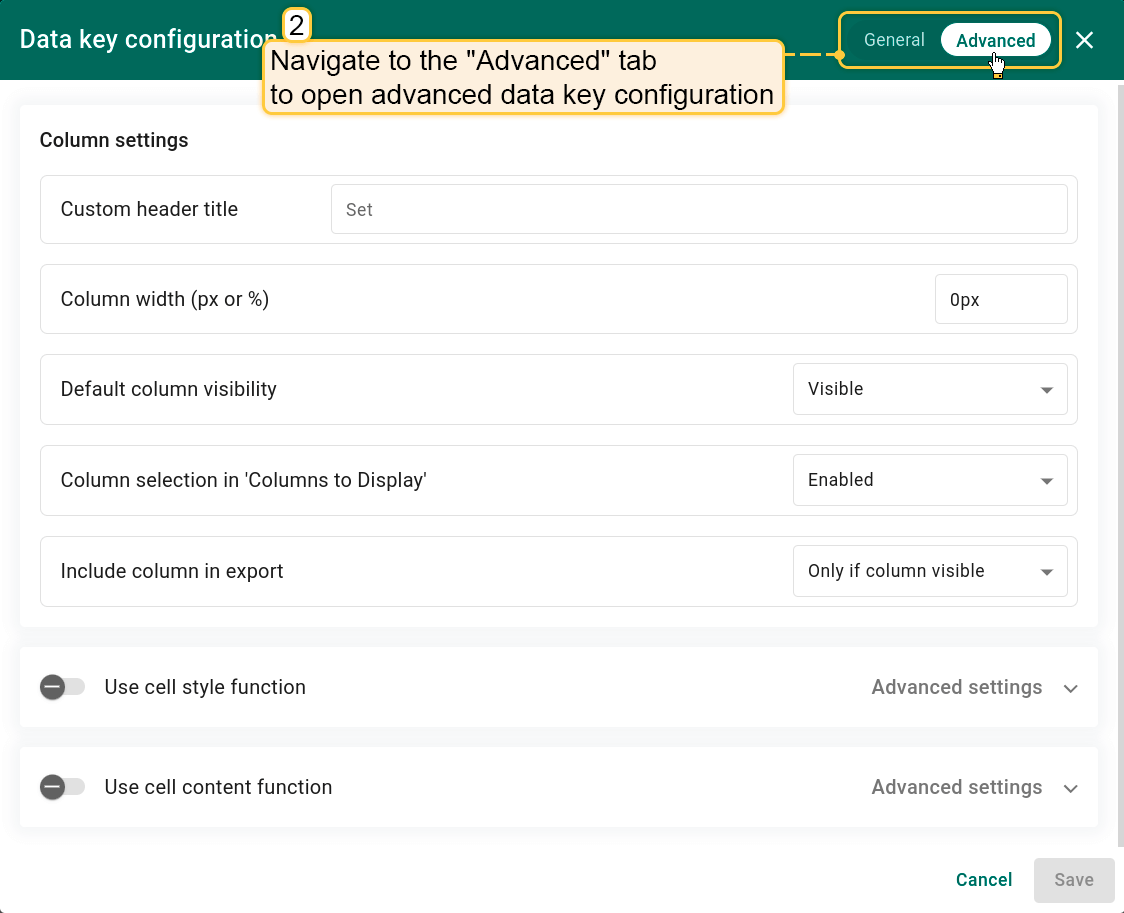 Data key configuration
2
General
Advanced
Navigate to the "Advanced" tab
to open advanced data key configuration
Column settings
Custom header title
Set
Column width (px or %)
0px
Default column visibility
Visible
Column selection in 'Columns to Display'
Enabled
Include column in export
Only if column visible
Use cell style function
Advanced settings
Use cell content function
Advanced settings
Cancel
Save